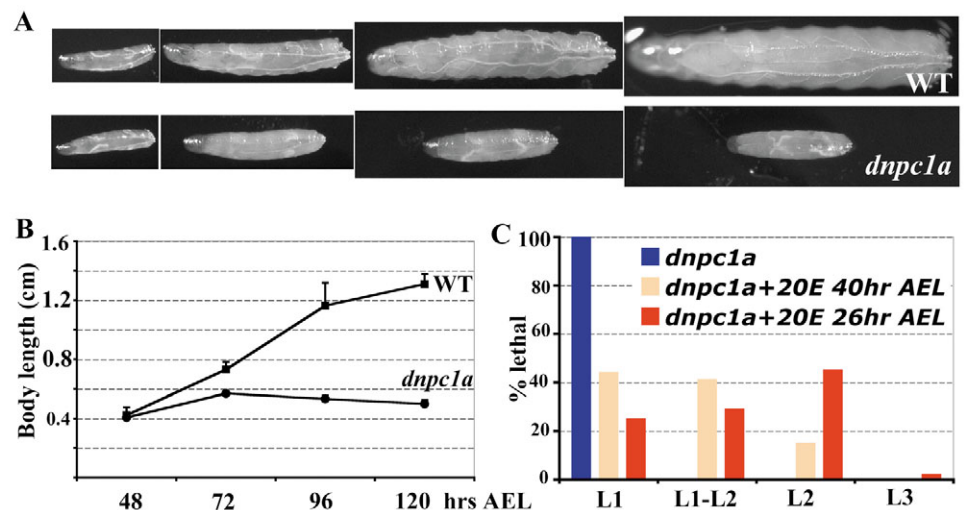 A
WT
dnpc1a
B
1.6
1.2
0.8
0.4
Body length (cm)
WT
dnpc1a
48 72 96 120 hrs AEL
C
100
80
60
40
20
0
% lethal
dnpc1a
dnpc1a+20E 40hr AEL
dnpc1a+20E 26hr AEL
L1 L1-L2 L2 L3